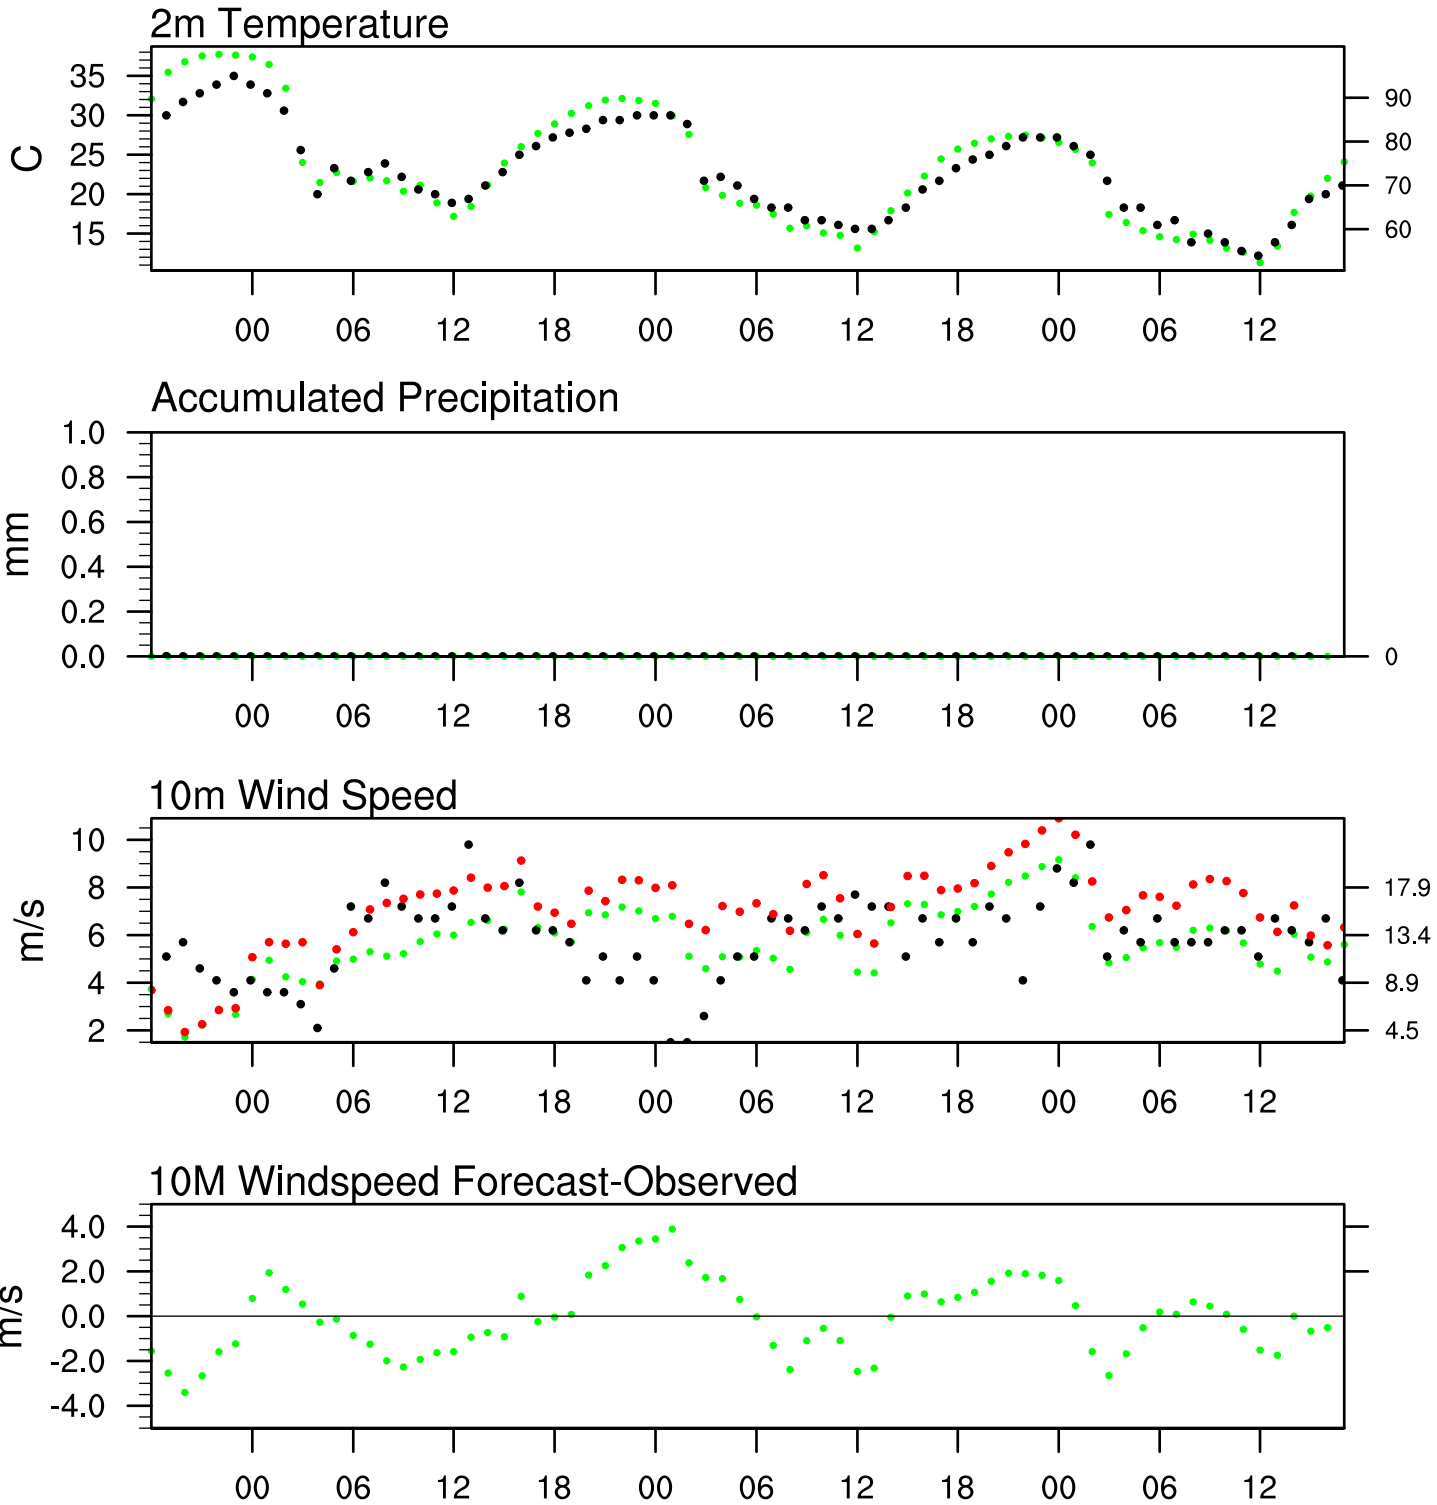 2m Temperature
35
30
25
20
15
C
90
80
70
60
00 06 12 18 00 06 12 18 00 06 12
Accumulated Precipitation
1.0
0.8
0.6
0.4
0.2
0.0
mm
0
00 06 12 18 00 06 12 18 00 06 12
10m Wind Speed
10
8
6
4
2
m/s
17.9
13.4
8.9
4.5
00 06 12 18 00 06 12 18 00 06 12
10M Windspeed Forecast-Observed
4.0
2.0
0.0
-2.0
-4.0
m/s
00 06 12 18 00 06 12 18 00 06 12